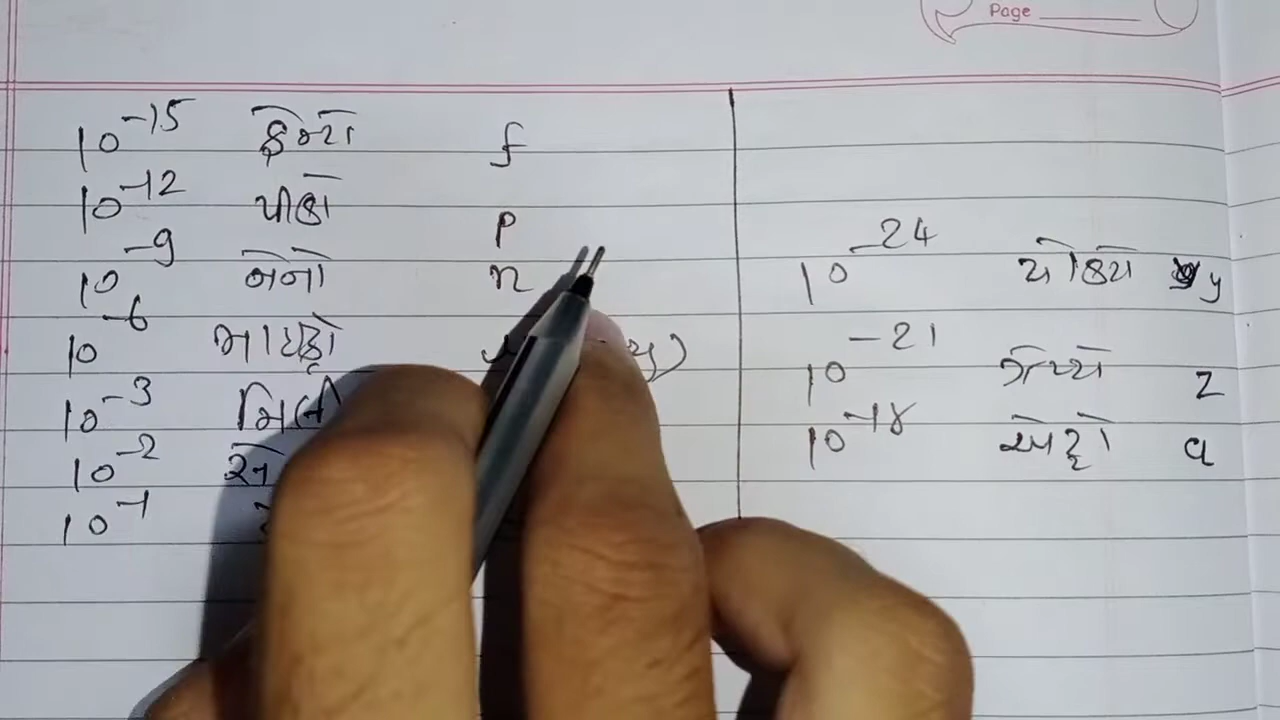 Page
10^-15 ફેમ્ટો f
10^-12 પીકો p
10^-9 નેનો n
10^-6 માઇક્રો
10^-3 મિલી
10^-2
10^-1
10^-24 યોક્ટો y
10^-21 ઝેપ્ટો z
10^-18 એટ્ટો a